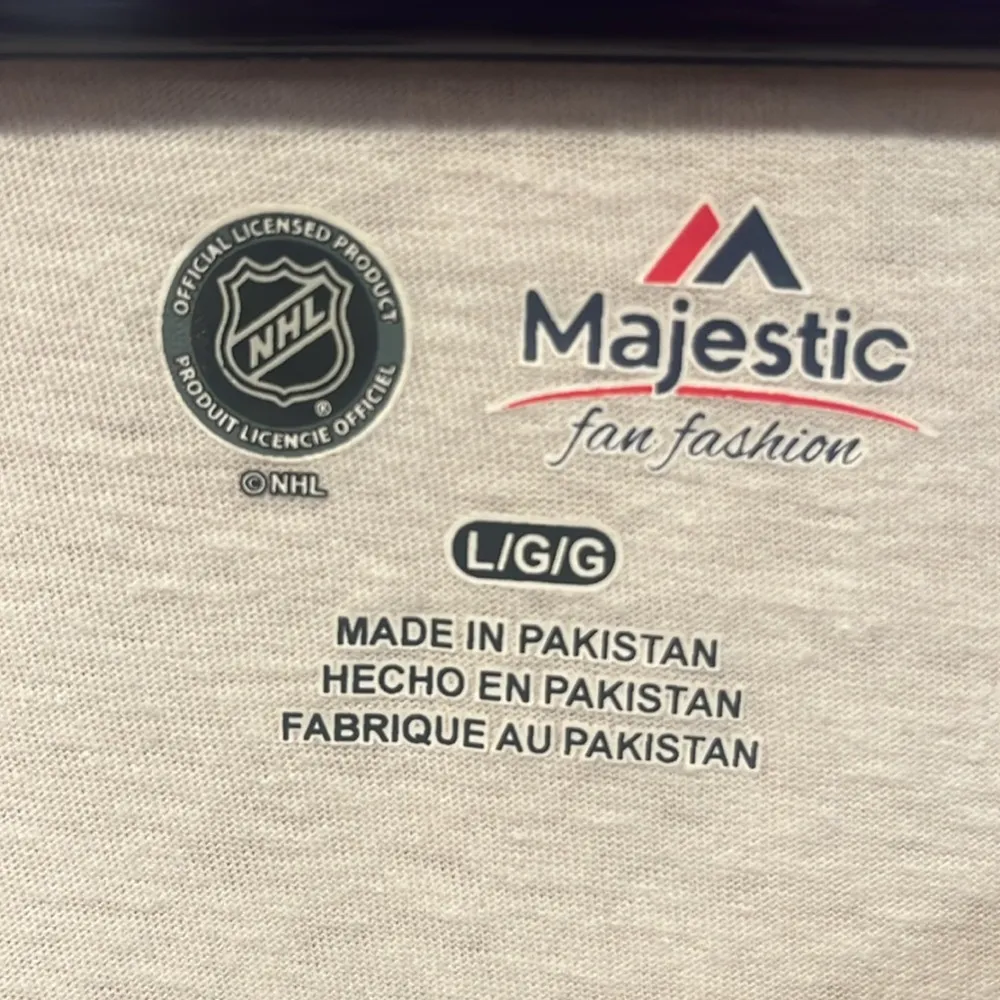 OFFICIAL LICENSED PRODUCT
NHL
®
PRODUIT LICENCIE OFFICIEL
© NHL
Majestic
fan fashion
L/G/G
MADE IN PAKISTAN
HECHO EN PAKISTAN
FABRIQUE AU PAKISTAN